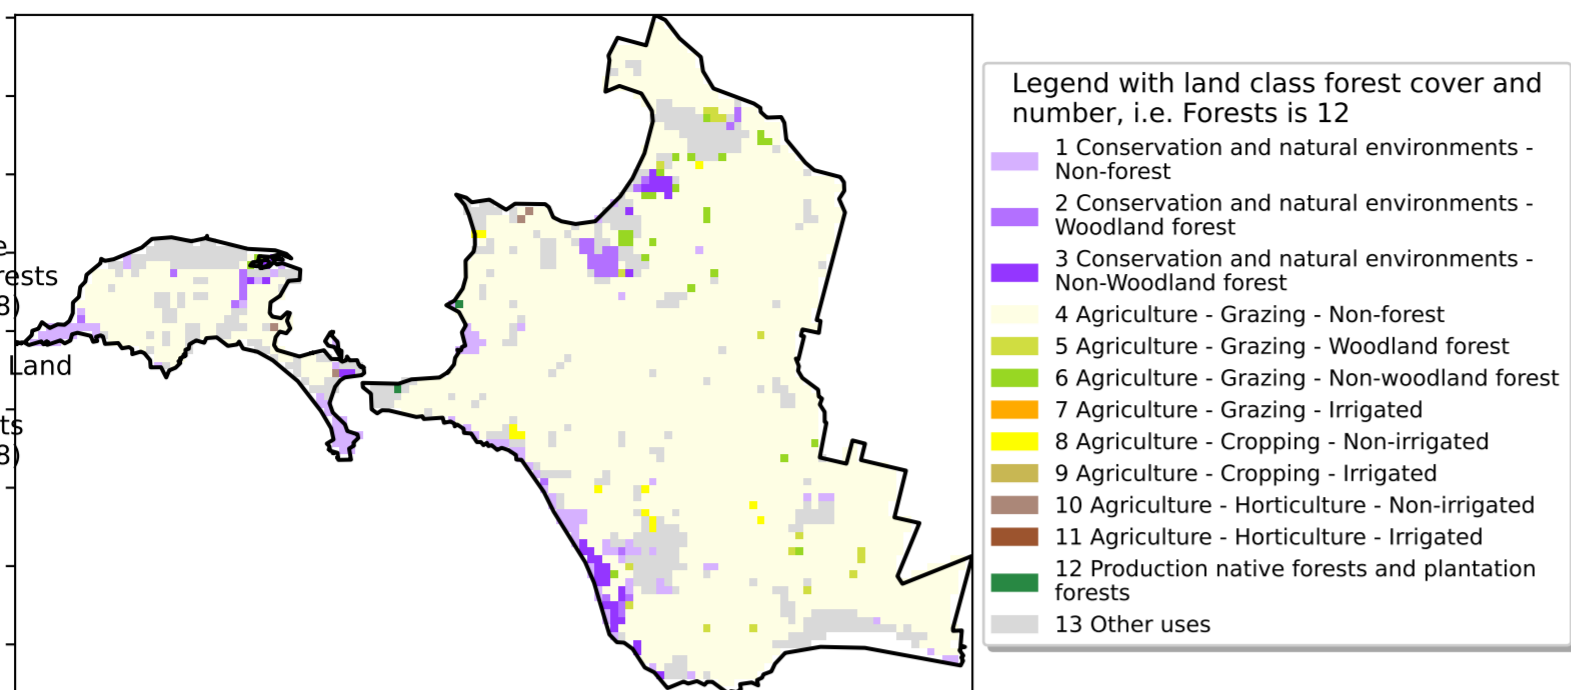 e
rests
8)
Land
ts
8)
Legend with land class forest cover and
number, i.e. Forests is 12
1 Conservation and natural environments -
Non-forest
2 Conservation and natural environments -
Woodland forest
3 Conservation and natural environments -
Non-Woodland forest
4 Agriculture - Grazing - Non-forest
5 Agriculture - Grazing - Woodland forest
6 Agriculture - Grazing - Non-woodland forest
7 Agriculture - Grazing - Irrigated
8 Agriculture - Cropping - Non-irrigated
9 Agriculture - Cropping - Irrigated
10 Agriculture - Horticulture - Non-irrigated
11 Agriculture - Horticulture - Irrigated
12 Production native forests and plantation
forests
13 Other uses